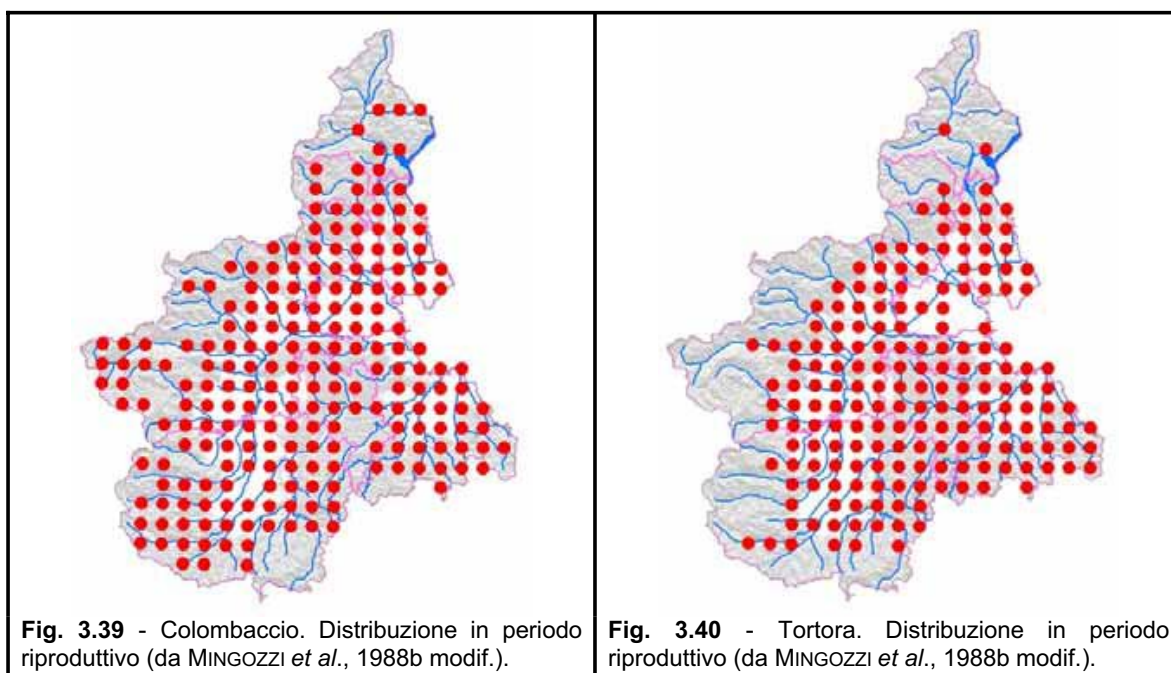 Fig. 3.39 - Colombaccio. Distribuzione in periodo
riproduttivo (da MINGOZZI et al., 1988b modif.).
Fig. 3.40 - Tortora. Distribuzione in periodo
riproduttivo (da MINGOZZI et al., 1988b modif.).